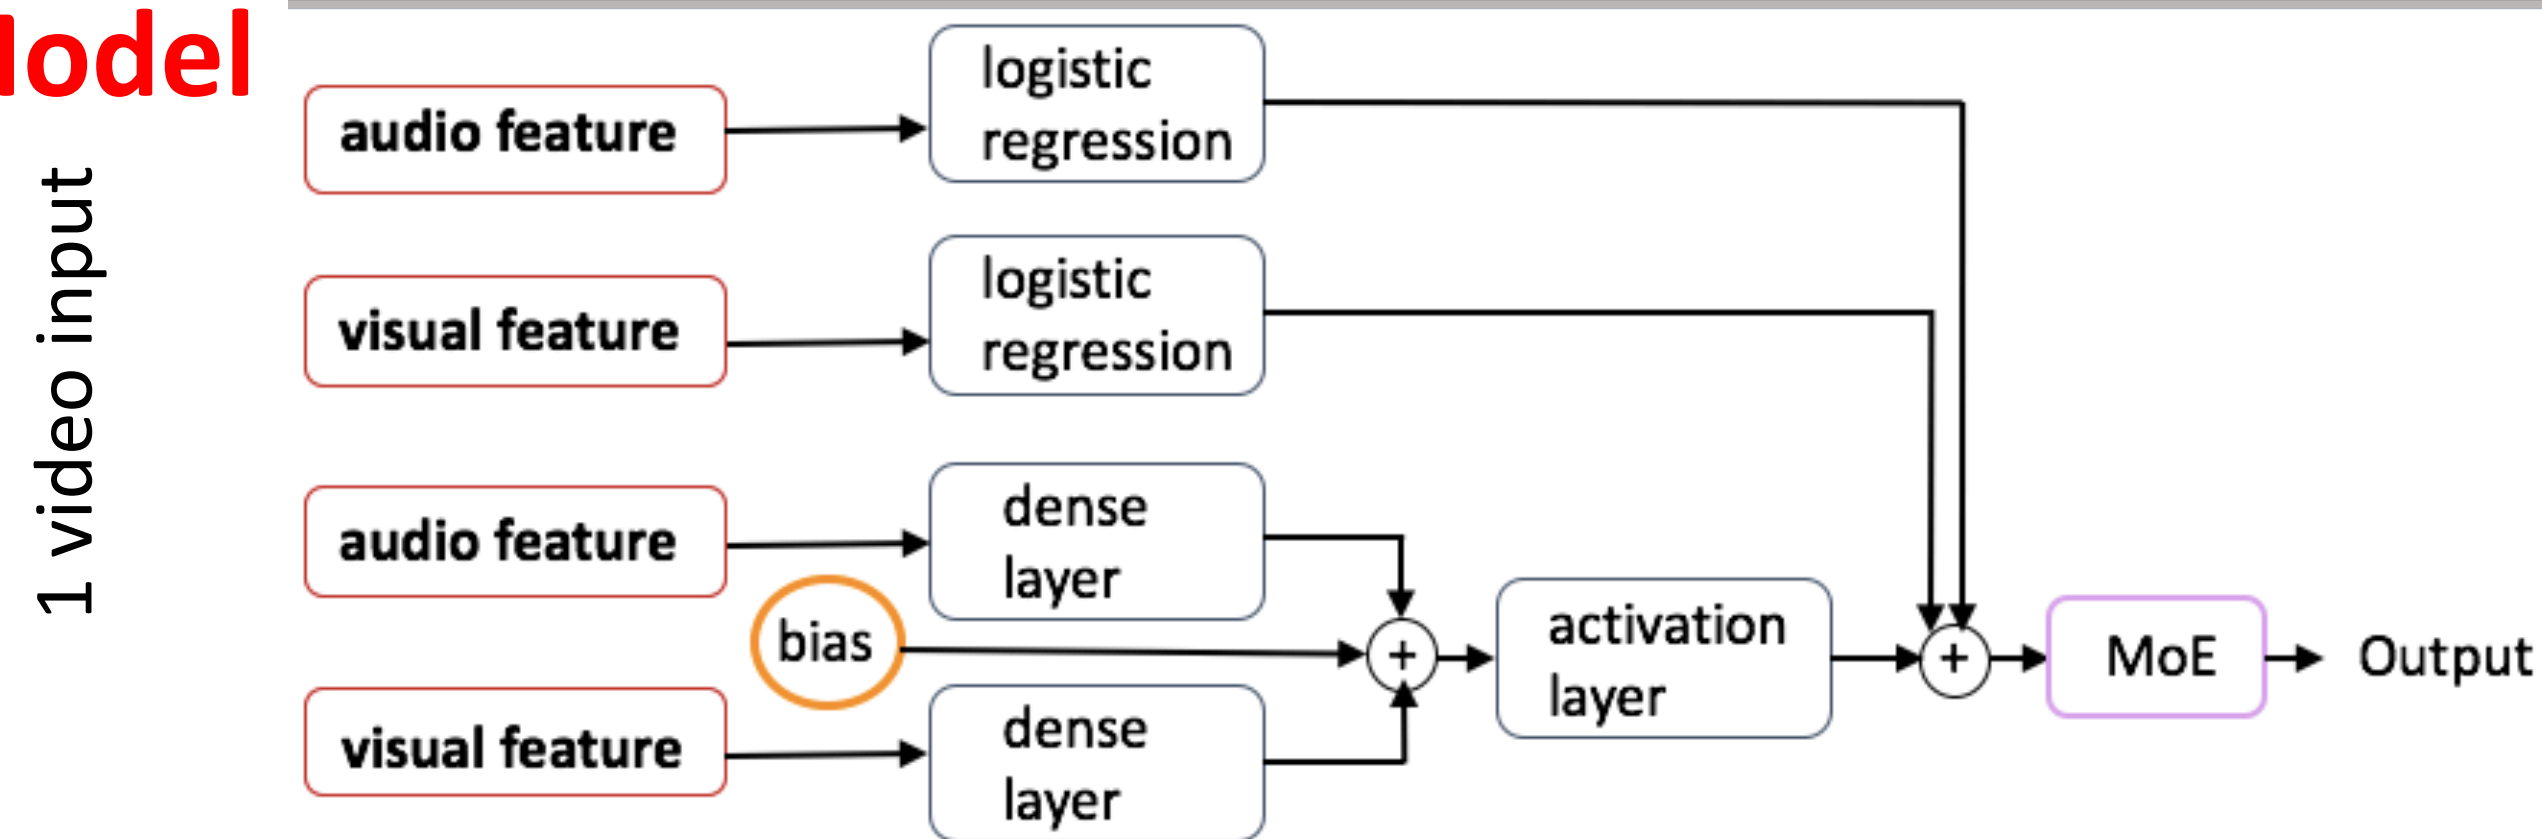 odel
1 video input
audio feature
logistic
regression
visual feature
logistic
regression
audio feature
dense
layer
bias
+
activation
layer
+
MoE
Output
visual feature
dense
layer